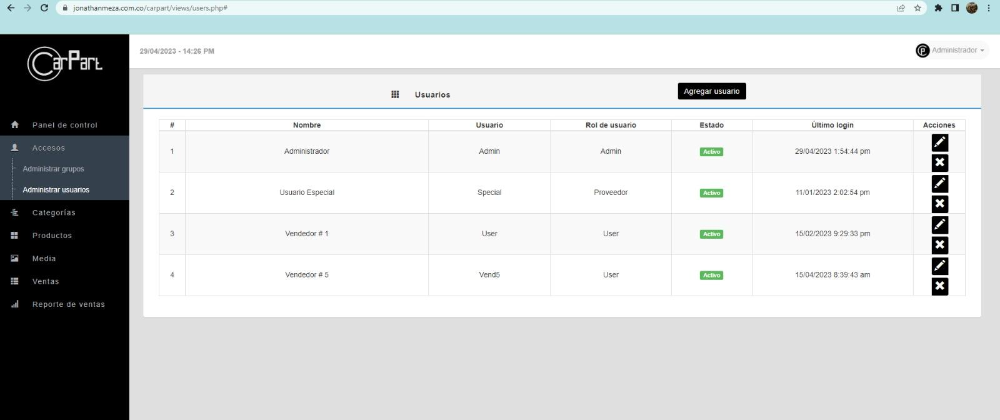 jonathanmeza.com.co/carpart/views/users.php#
CarPart
29/04/2023 - 14:26 PM
Administrador
Panel de control
Accesos
Administrar grupos
Administrar usuarios
Categorías
Productos
Media
Ventas
Reporte de ventas
Usuarios
Agregar usuario
# Nombre Usuario Rol de usuario Estado Último login Acciones
1 Administrador Admin Admin Activo 29/04/2023 1:54:44 pm
2 Usuario Especial Special Proveedor Activo 11/01/2023 2:02:54 pm
3 Vendedor # 1 User User Activo 15/02/2023 9:29:33 pm
4 Vendedor # 5 Vend5 User Activo 15/04/2023 8:39:43 am